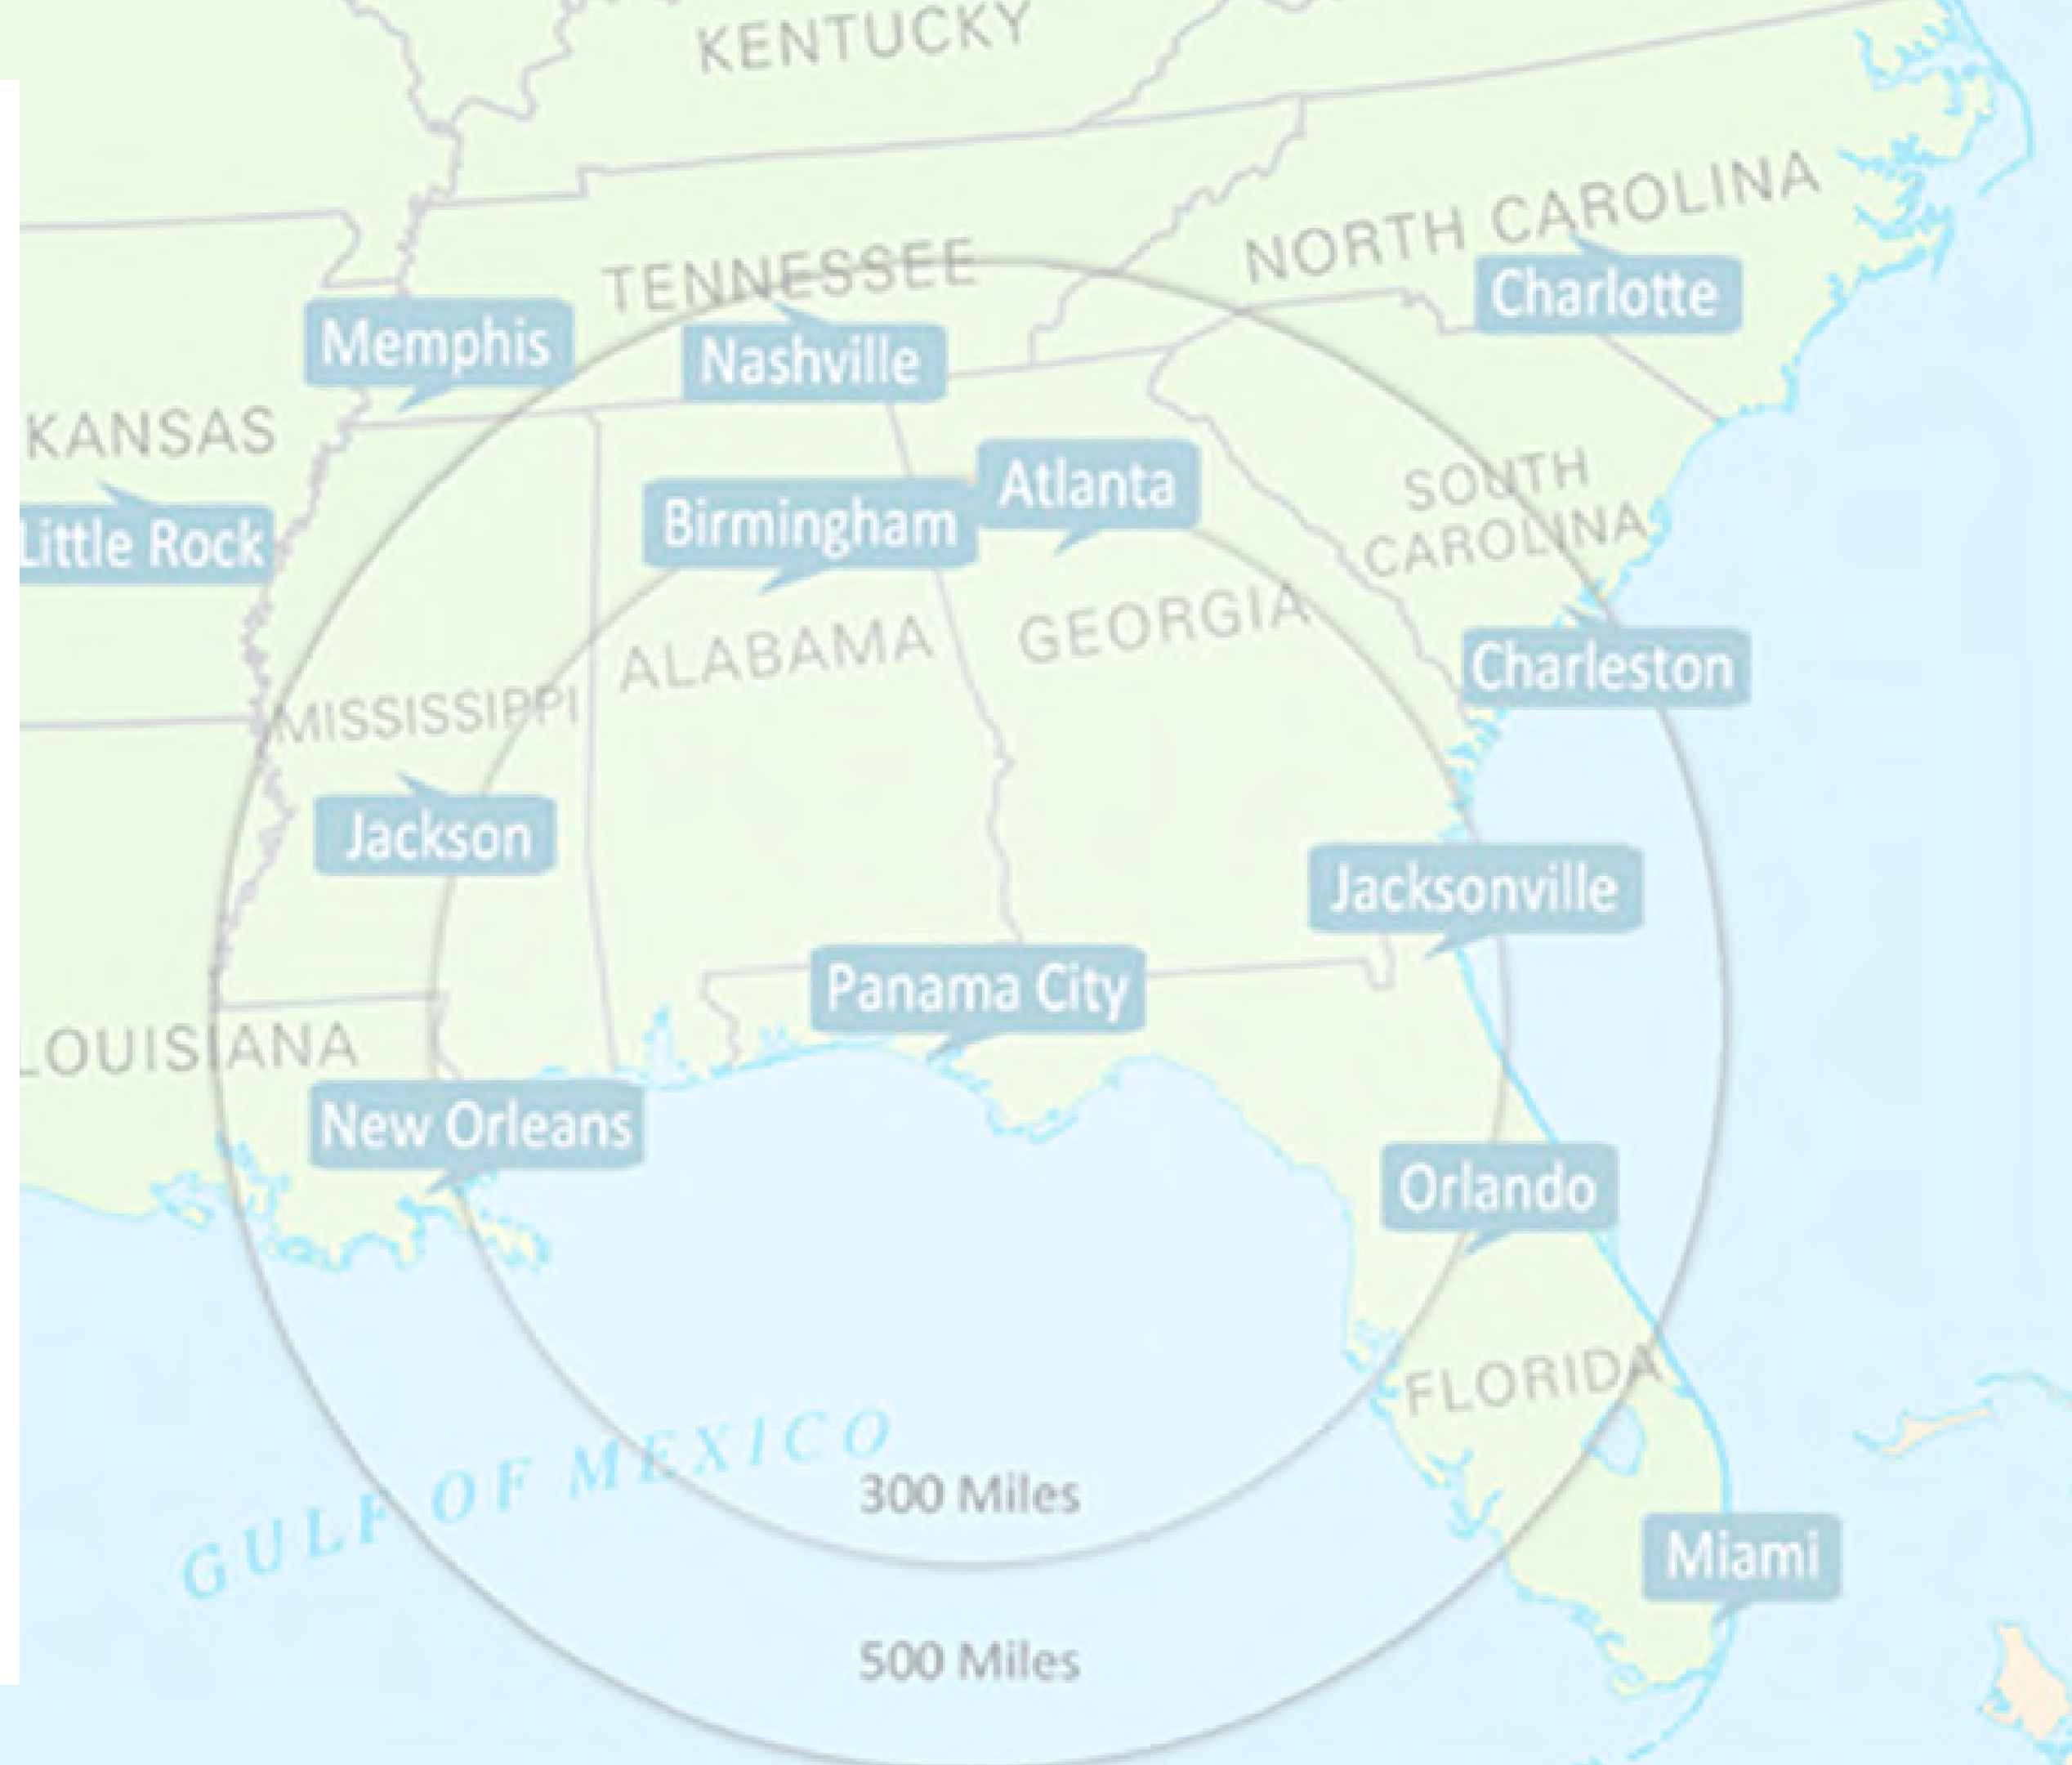 KENTUCKY
NORTH CAROLINA
TENNESSEE
Charlotte
Memphis
Nashville
KANSAS
Atlanta
SOUTH
CAROLINA
Birmingham
Little Rock
GEORGIA
ALABAMA
Charleston
MISSISSIPPI
Jackson
Jacksonville
Panama City
LOUISIANA
New Orleans
Orlando
FLORIDA
GULF OF MEXICO
300 Miles
Miami
500 Miles